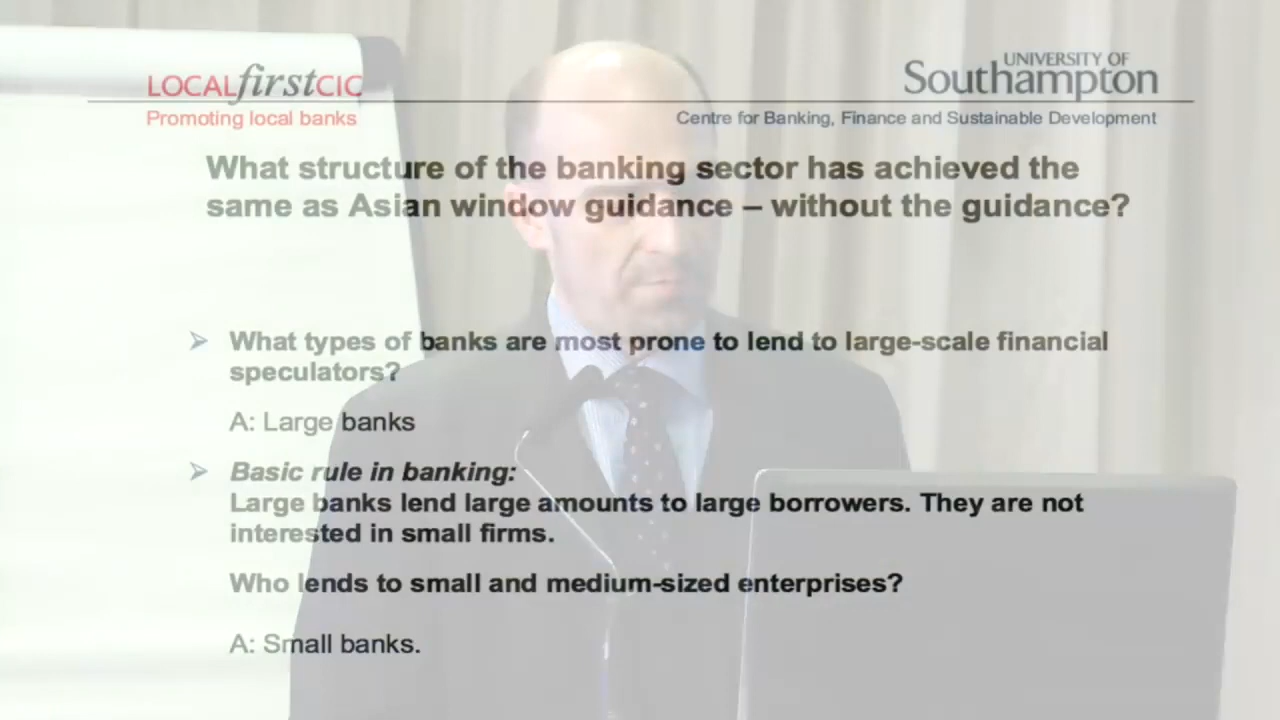 LOCALfirstCIC
Promoting local banks
UNIVERSITY OF
Southampton
Centre for Banking, Finance and Sustainable Development
What structure of the banking sector has achieved the
same as Asian window guidance – without the guidance?
➢ What types of banks are most prone to lend to large-scale financial
speculators?
A: Large banks
➢ Basic rule in banking:
Large banks lend large amounts to large borrowers. They are not
interested in small firms.
Who lends to small and medium-sized enterprises?
A: Small banks.